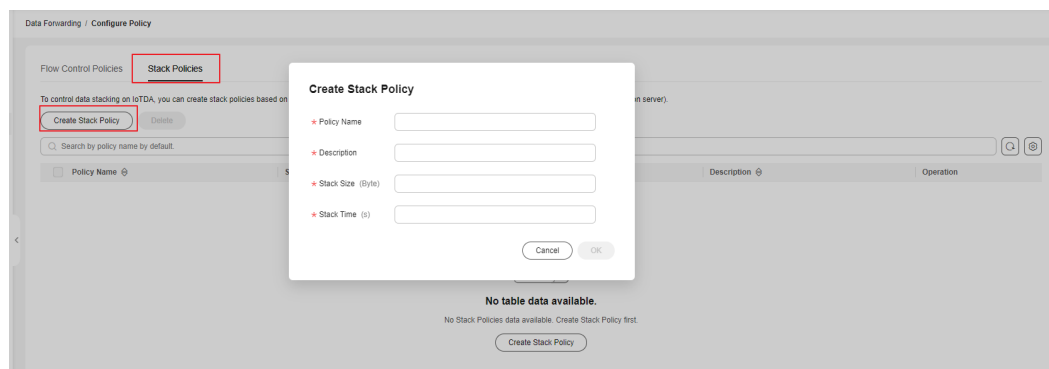 Data Forwarding / Configure Policy
Flow Control Policies Stack Policies
To control data stacking on IoTDA, you can create stack policies based on
n server).
Create Stack Policy Delete
Search by policy name by default.
Policy Name S Description Operation
Create Stack Policy
* Policy Name
* Description
* Stack Size (Byte)
* Stack Time (s)
Cancel OK
No table data available.
No Stack Policies data available. Create Stack Policy first.
Create Stack Policy